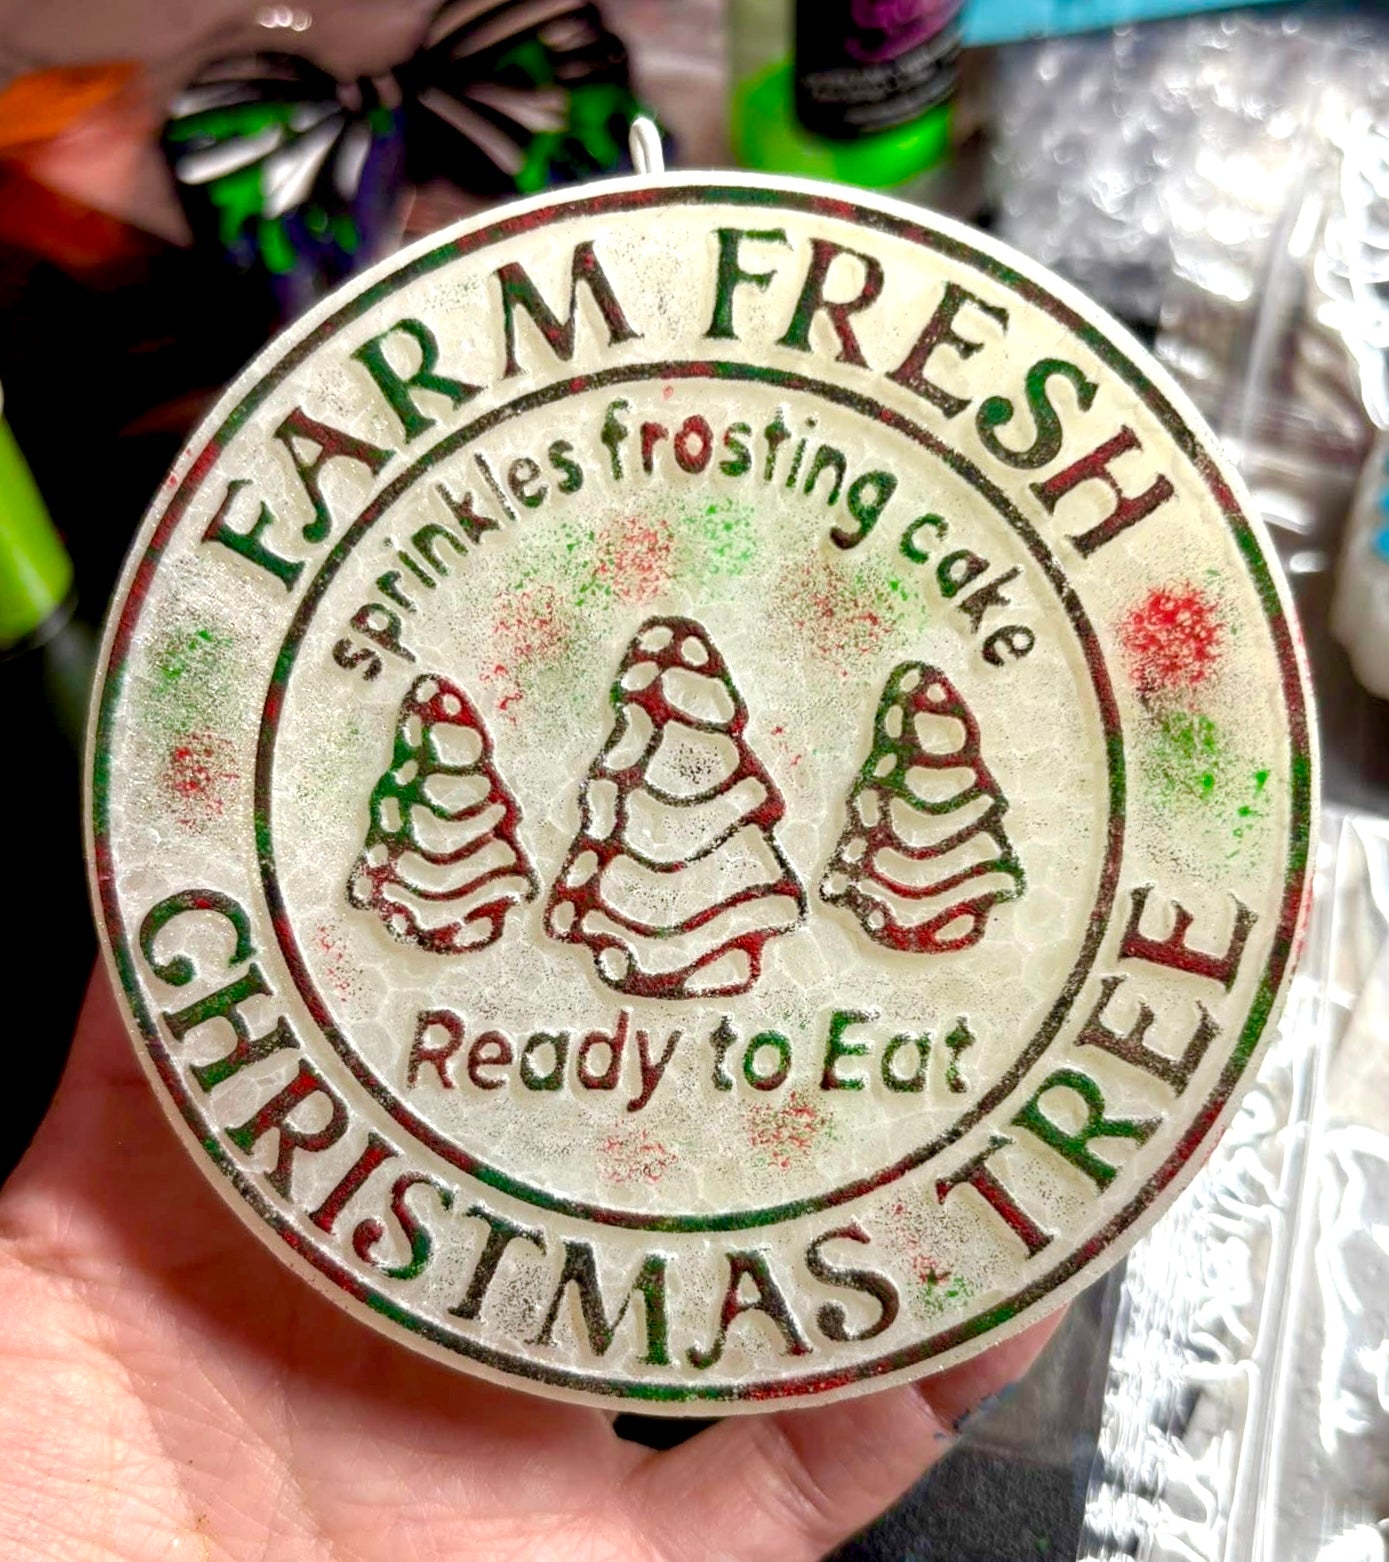 FARM FRESH
sprinkles frosting cake
Ready to Eat
CHRISTMAS TREE